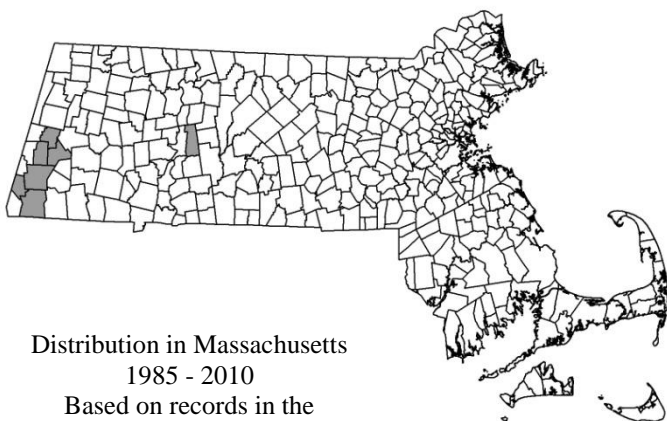 Distribution in Massachusetts
1985 - 2010
Based on records in the